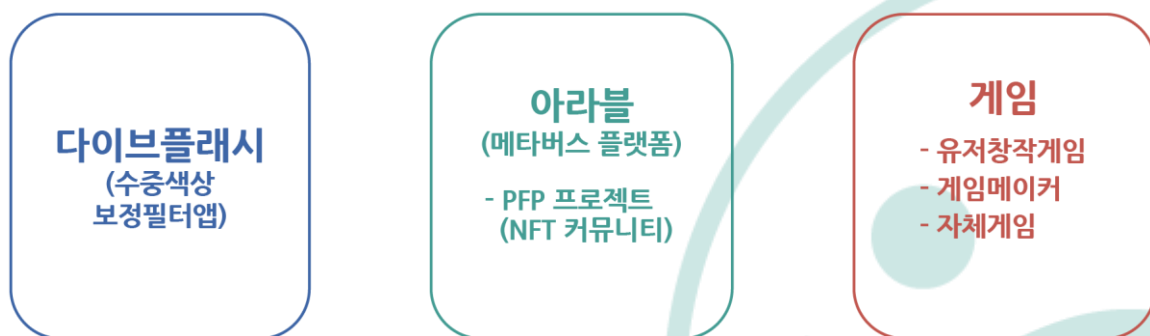 다이브플래시
(수중색상
보정필터앱)
아라블
(메타버스 플랫폼)
- PFP 프로젝트
(NFT 커뮤니티)
게임
- 유저창작게임
- 게임메이커
- 자체게임